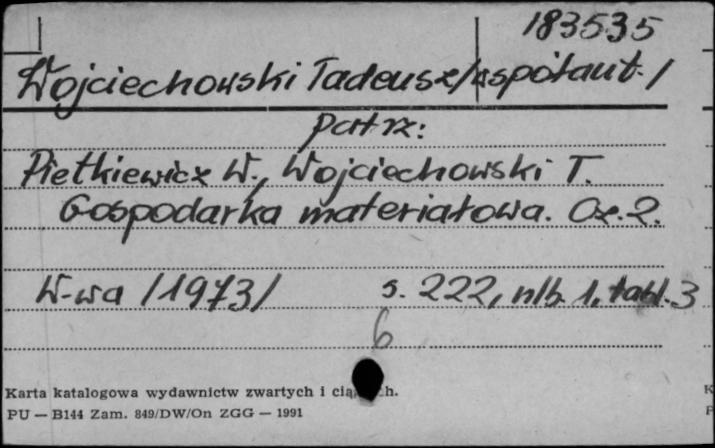 183535
Wojciechowski Tadeusz /współaut./
patrz:
Pietkiewicz W., Wojciechowski T.
Gospodarka materiałowa. Cz. 2.
W-wa /1973/ s. 222, nlb. 1, tabl. 3
6
Karta katalogowa wydawnictw zwartych i
PU — B144 Zam. 849/DW/On ZGG — 1991